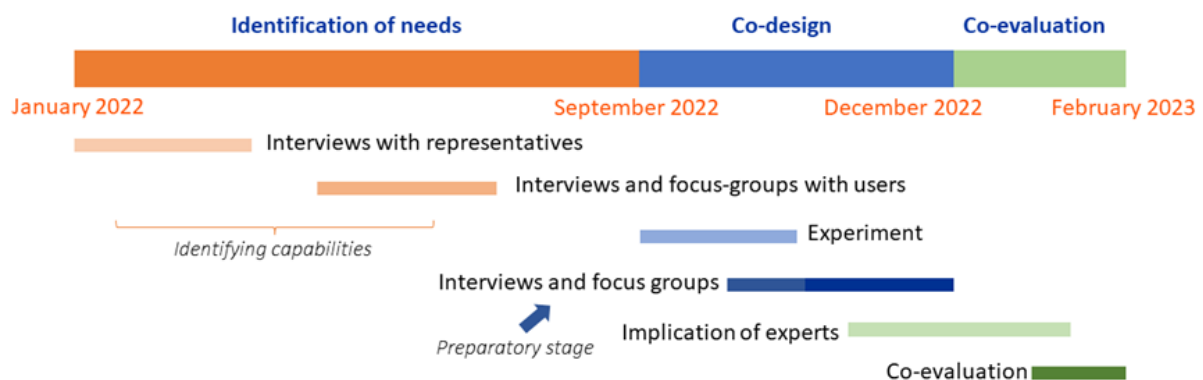 Identification of needs
Co-design
Co-evaluation
January 2022
September 2022
December 2022
February 2023
Interviews with representatives
Interviews and focus-groups with users
Identifying capabilities
Experiment
Interviews and focus groups
Preparatory stage
Implication of experts
Co-evaluation